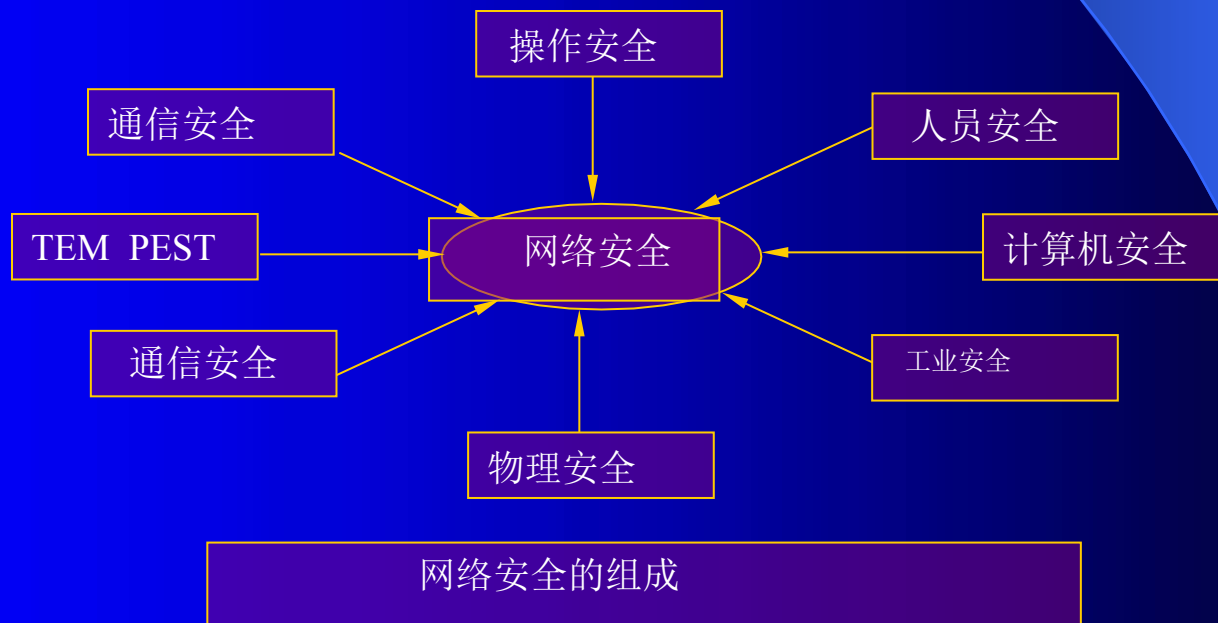 操作安全
通信安全
人员安全
TEM PEST
网络安全
计算机安全
通信安全
工业安全
物理安全
网络安全的组成